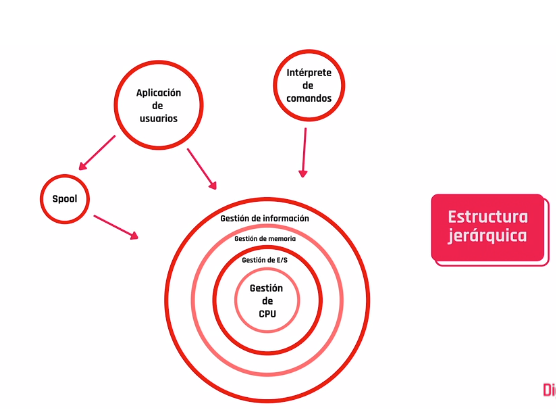 Aplicación
de
usuarios
Intérprete
de
comandos
Spool
Gestión de información
Gestión de memoria
Gestión de E/S
Gestión
de
CPU
Estructura
jerárquica